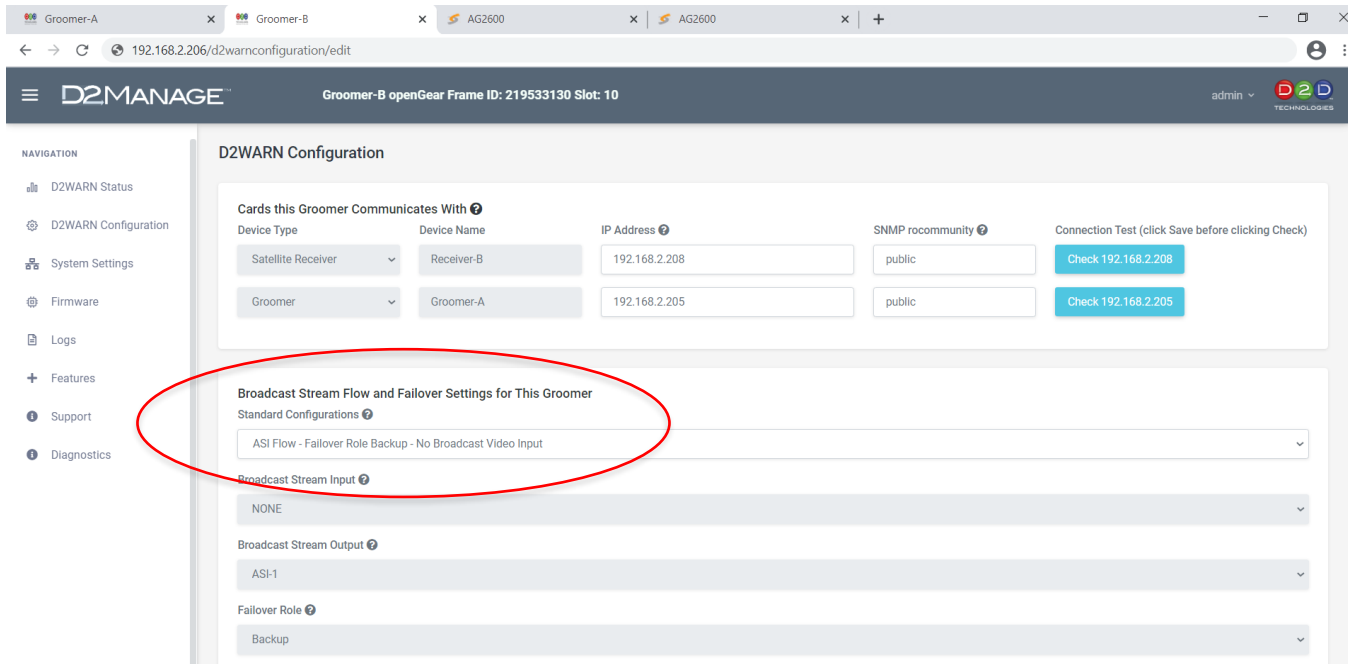 Groomer-A
Groomer-B
AG2600
AG2600
192.168.2.206/d2warnconfiguration/edit
D2MANAGE™
Groomer-B openGear Frame ID: 219533130 Slot: 10
admin
D2D
TECHNOLOGIES
NAVIGATION
D2WARN Status
D2WARN Configuration
System Settings
Firmware
Logs
Features
Support
Diagnostics
D2WARN Configuration
Cards this Groomer Communicates With
Device Type Device Name IP Address SNMP rocommunity Connection Test (click Save before clicking Check)
Satellite Receiver Receiver-B 192.168.2.208 public Check 192.168.2.208
Groomer Groomer-A 192.168.2.205 public Check 192.168.2.205
Broadcast Stream Flow and Failover Settings for This Groomer
Standard Configurations
ASI Flow - Failover Role Backup - No Broadcast Video Input
Broadcast Stream Input
NONE
Broadcast Stream Output
ASI-1
Failover Role
Backup